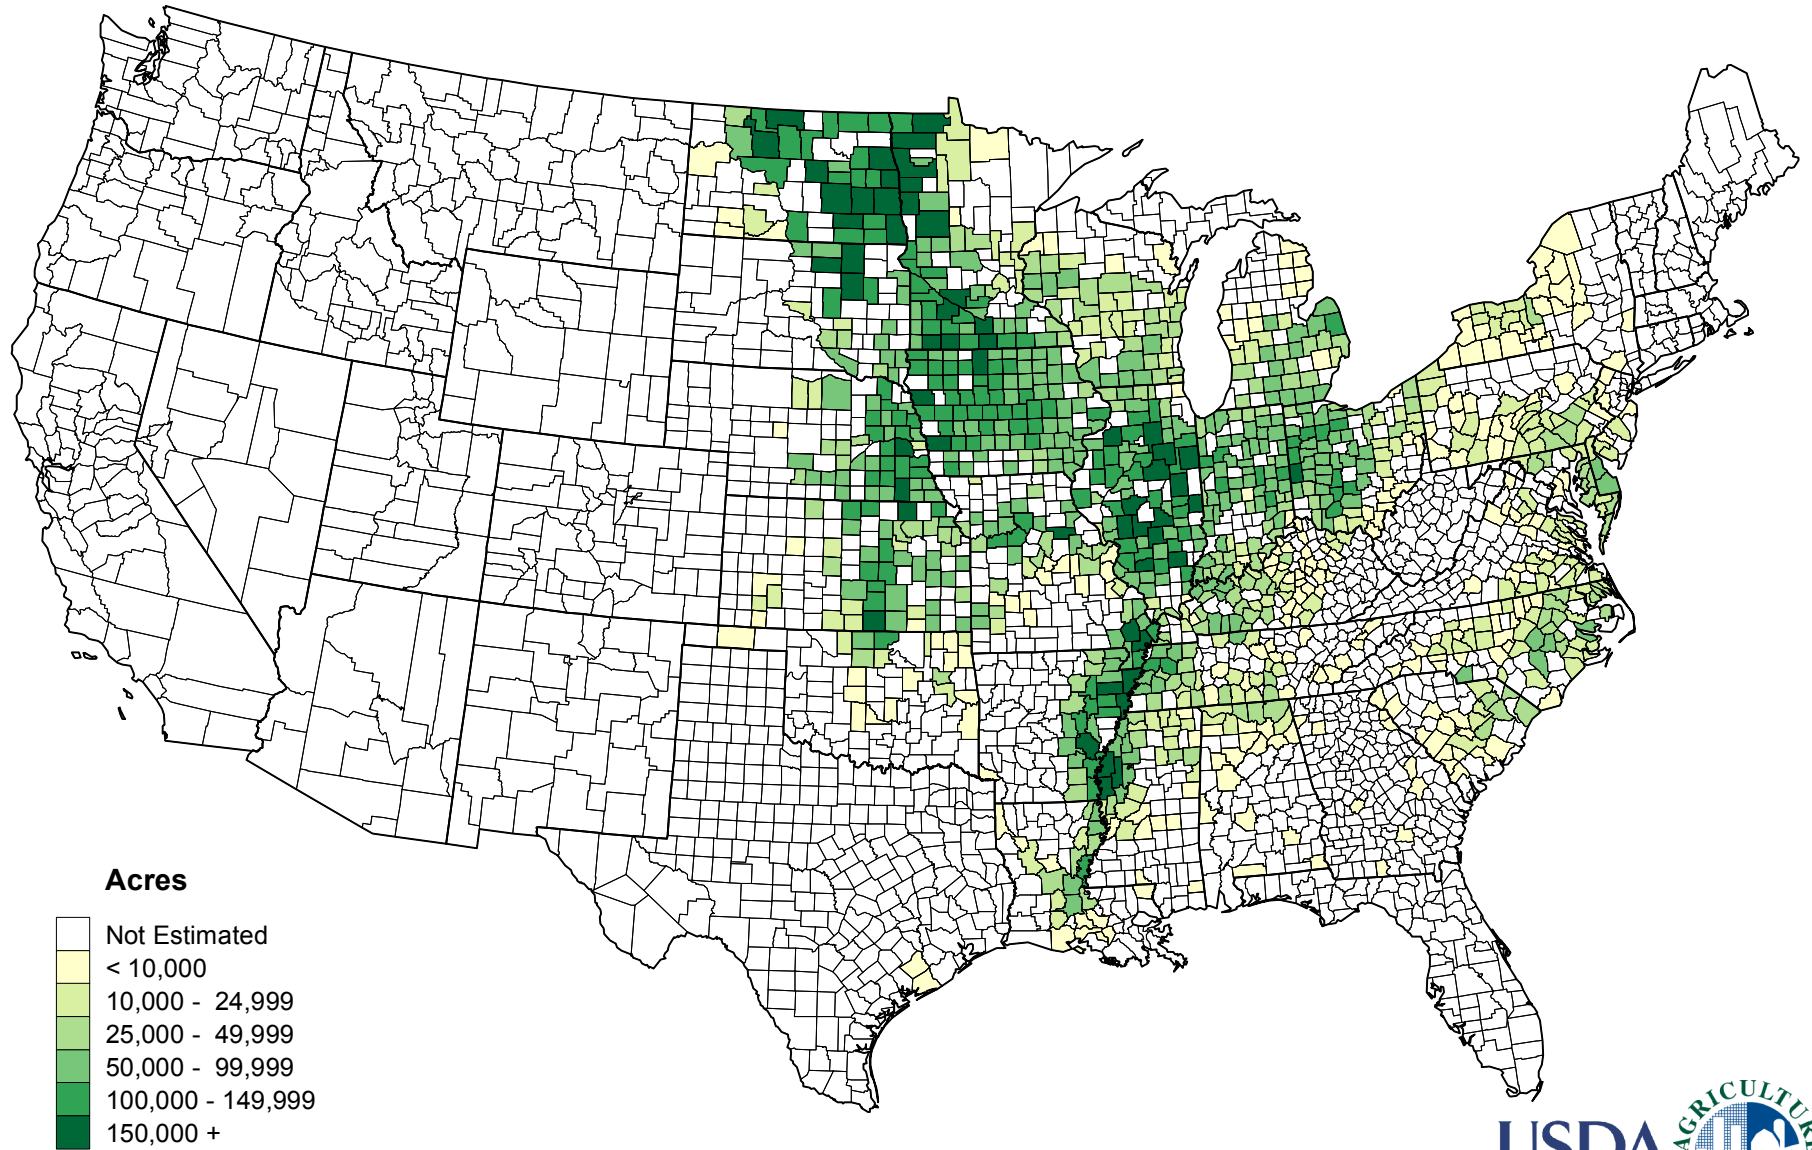 Acres
Not Estimated
< 10,000
10,000 - 24,999
25,000 - 49,999
50,000 - 99,999
100,000 - 149,999
150,000 +
USDA
AGRICULTURE